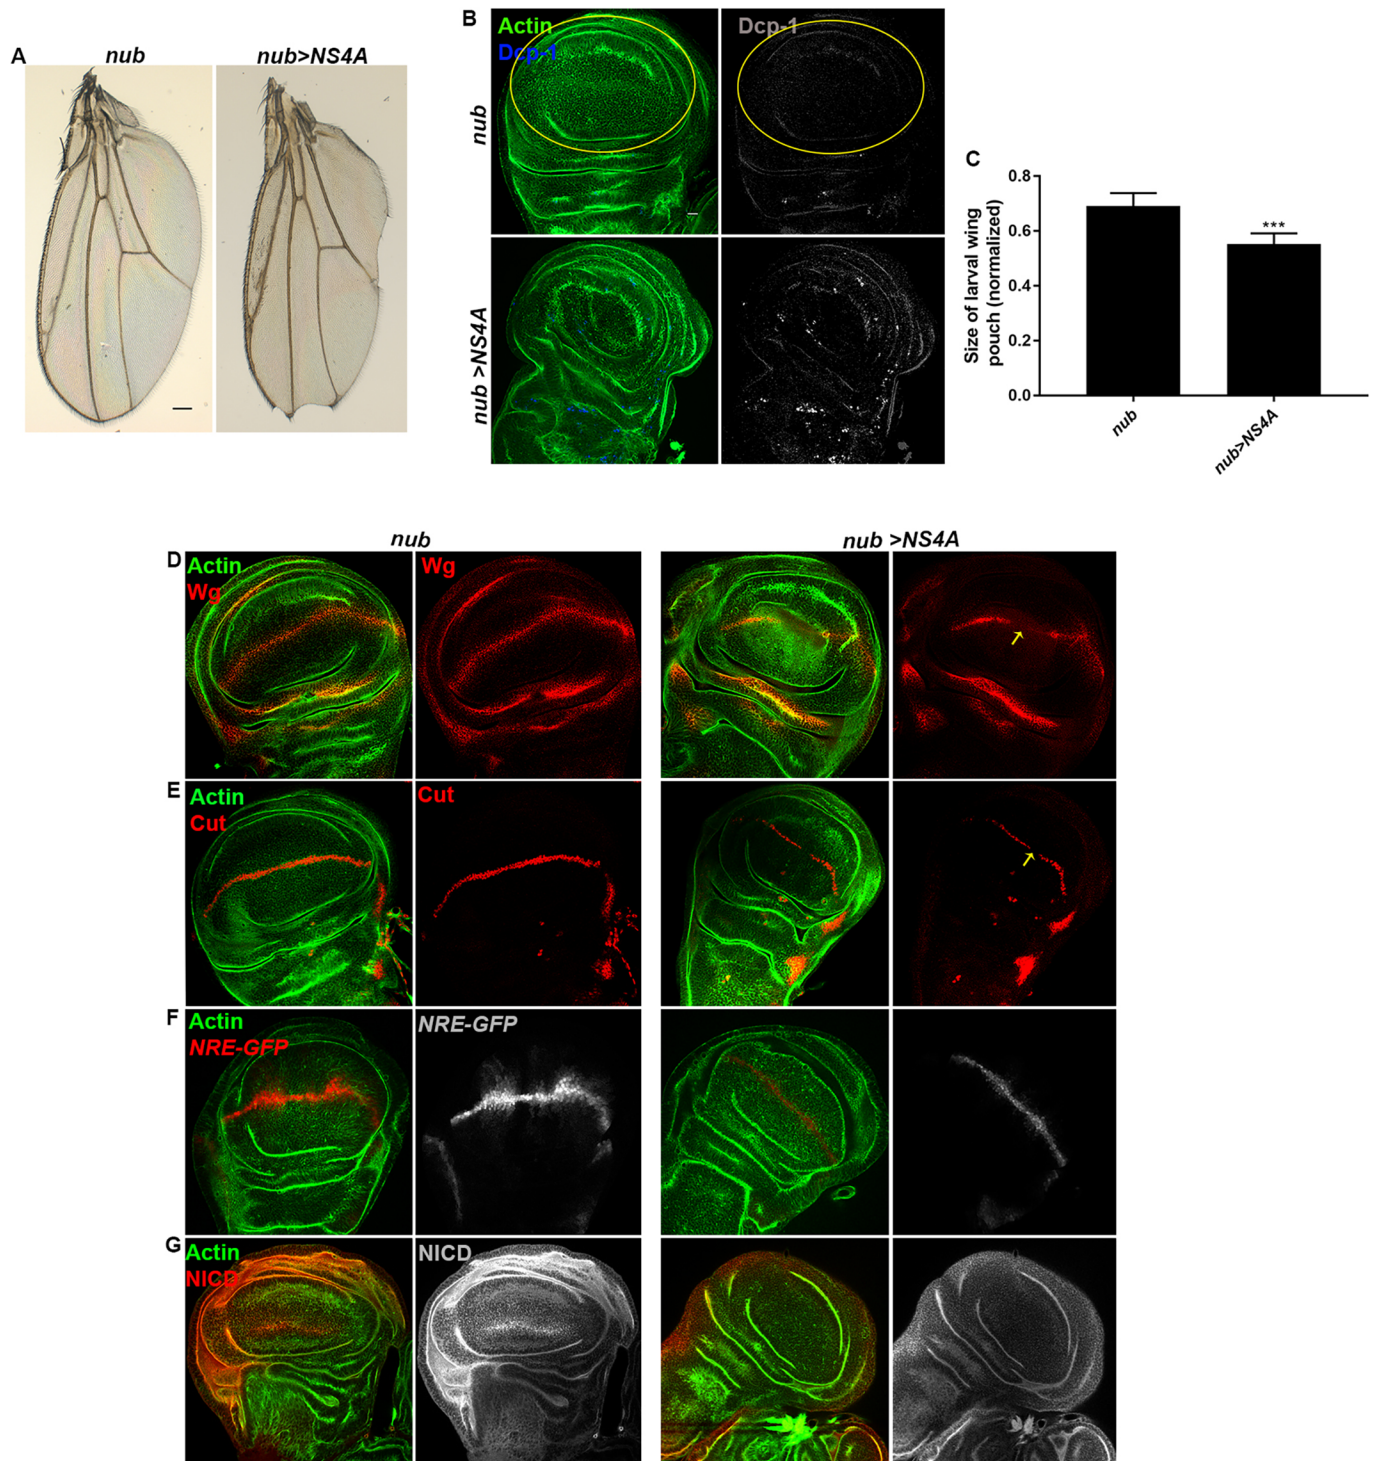 A
nub
nub>NS4A
B
Actin
Dcp-1
Dcp-1
nub
nub >NS4A
C
Size of larval wing
pouch (normalized)
0.8
0.6
0.4
0.2
0.0
***
nub
nub>NS4A
nub
nub >NS4A
D
Actin
Wg
Wg
E
Actin
Cut
Cut
F
Actin
NRE-GFP
NRE-GFP
G
Actin
NICD
NICD